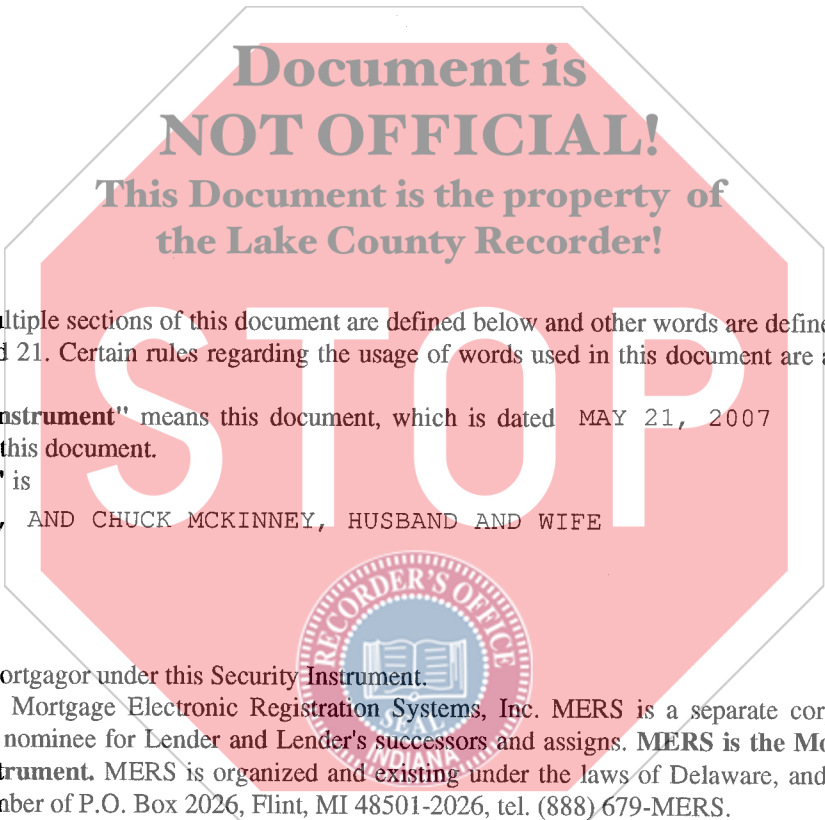 Document is
NOT OFFICIAL!
This Document is the property of
the Lake County Recorder!
STOP
ltiple sections of this document are defined below and other words are define
d 21. Certain rules regarding the usage of words used in this document are a
nstrument" means this document, which is dated MAY 21, 2007
this document.
" is
, AND CHUCK MCKINNEY, HUSBAND AND WIFE
RECORDER'S OFFICE
SEAL
INDIANA
ortgagor under this Security Instrument.
Mortgage Electronic Registration Systems, Inc. MERS is a separate cor
nominee for Lender and Lender's successors and assigns. MERS is the Mo
trument. MERS is organized and existing under the laws of Delaware, and
nber of P.O. Box 2026, Flint, MI 48501-2026, tel. (888) 679-MERS.